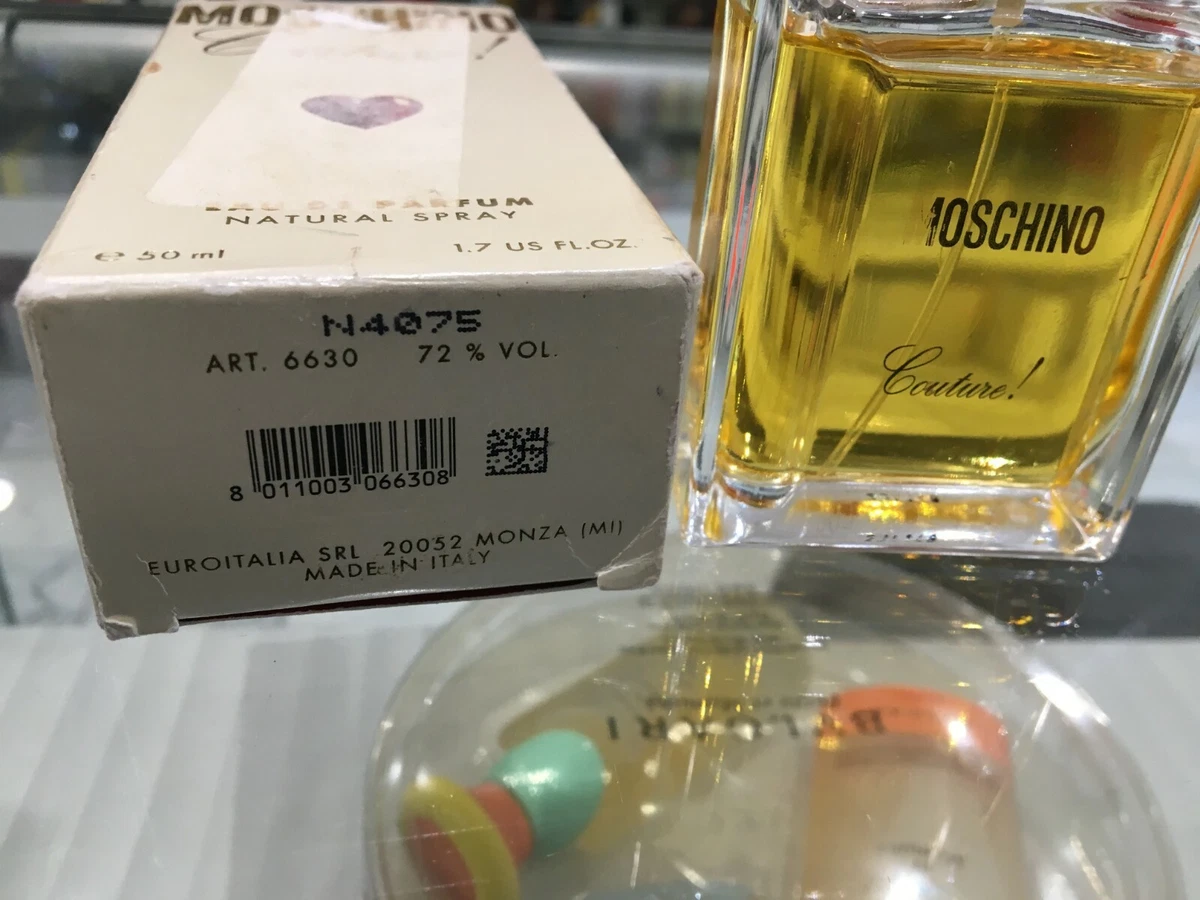 EAU DE PARFUM
NATURAL SPRAY
e 50 ml 1.7 US FL.OZ.
N4075
ART. 6630 72 % VOL.
8 011003 066308
EUROITALIA SRL 20052 MONZA (MI)
MADE IN ITALY
MOSCHINO
Couture!
BVLGARI